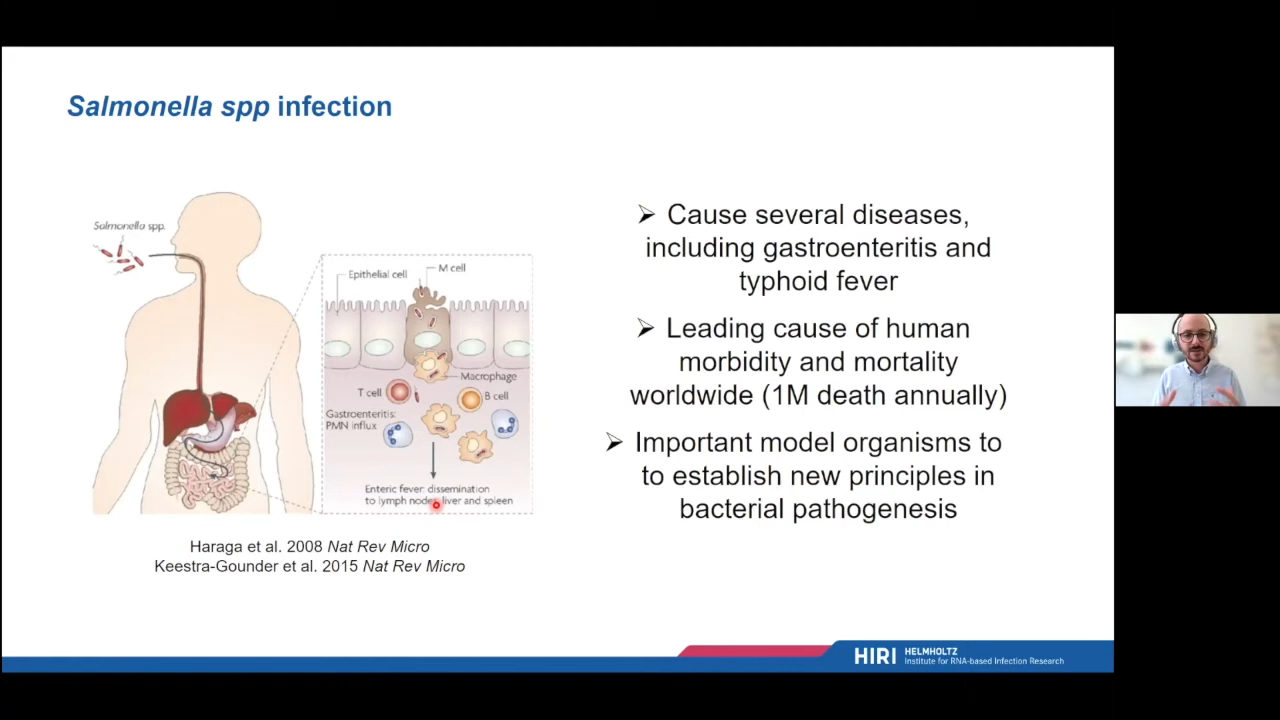 Salmonella spp infection
Salmonella spp.
Epithelial cell
M cell
Macrophage
T cell
B cell
Gastroenteritis:
PMN influx
Enteric fever: dissemination
to lymph nodes, liver and spleen
Haraga et al. 2008 Nat Rev Micro
Keestra-Gounder et al. 2015 Nat Rev Micro
➢ Cause several diseases,
including gastroenteritis and
typhoid fever
➢ Leading cause of human
morbidity and mortality
worldwide (1M death annually)
➢ Important model organisms to
to establish new principles in
bacterial pathogenesis
HIRI HELMHOLTZ
Institute for RNA-based Infection Research